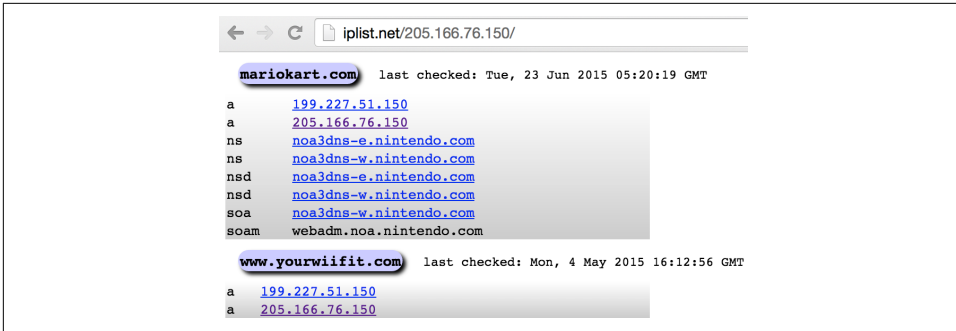 iplist.net/205.166.76.150/
mariokart.com last checked: Tue, 23 Jun 2015 05:20:19 GMT
a 199.227.51.150
a 205.166.76.150
ns noa3dns-e.nintendo.com
ns noa3dns-w.nintendo.com
nsd noa3dns-e.nintendo.com
nsd noa3dns-w.nintendo.com
soa noa3dns-w.nintendo.com
soam webadm.noa.nintendo.com
www.yourwiifit.com last checked: Mon, 4 May 2015 16:12:56 GMT
a 199.227.51.150
a 205.166.76.150